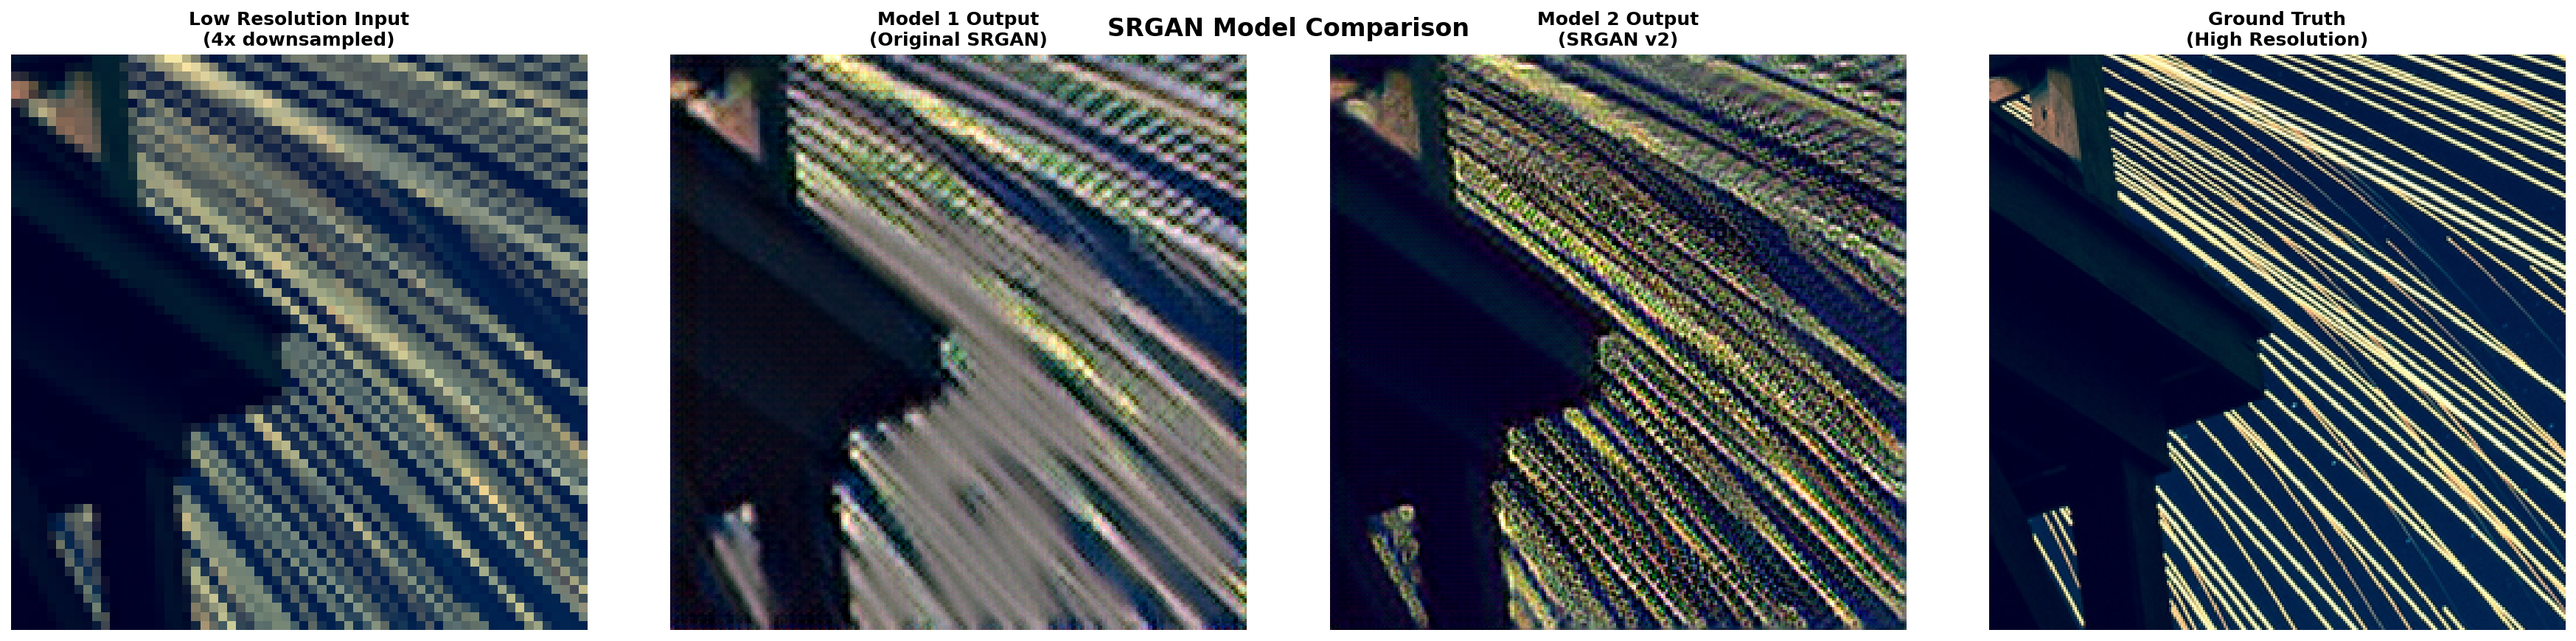 SRGAN Model Comparison
Low Resolution Input
(4x downsampled)
Model 1 Output
(Original SRGAN)
Model 2 Output
(SRGAN v2)
Ground Truth
(High Resolution)